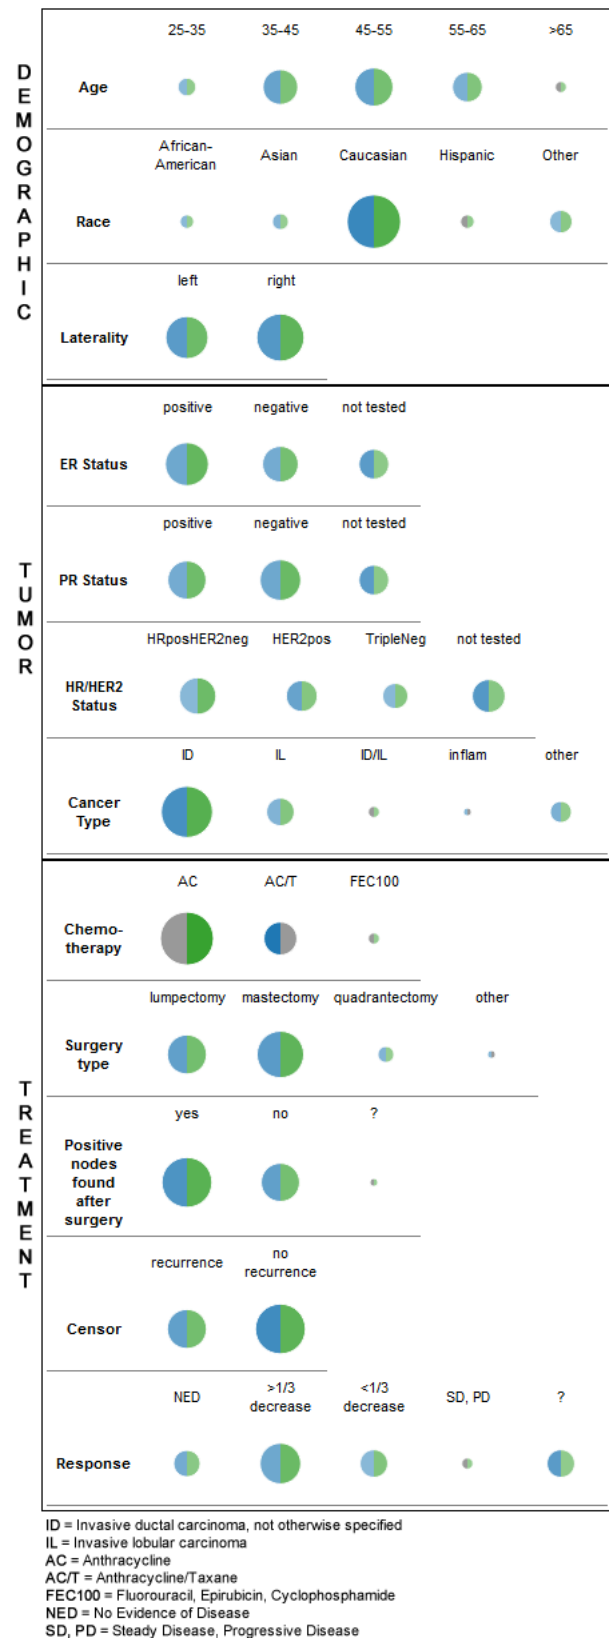 DEMOGRAPHIC
25-35 35-45 45-55 55-65 >65
Age
African-
American Asian Caucasian Hispanic Other
Race
left right
Laterality
TUMOR
positive negative not tested
ER Status
positive negative not tested
PR Status
HRposHER2neg HER2pos TripleNeg not tested
HR/HER2
Status
ID IL ID/IL inflam other
Cancer
Type
TREATMENT
AC AC/T FEC100
Chemo-
therapy
lumpectomy mastectomy quadrantectomy other
Surgery
type
yes no ?
Positive
nodes
found
after
surgery
recurrence no
recurrence
Censor
NED >1/3
decrease <1/3
decrease SD, PD ?
Response
ID = Invasive ductal carcinoma, not otherwise specified
IL = Invasive lobular carcinoma
AC = Anthracycline
AC/T = Anthracycline/Taxane
FEC100 = Fluorouracil, Epirubicin, Cyclophosphamide
NED = No Evidence of Disease
SD, PD = Steady Disease, Progressive Disease